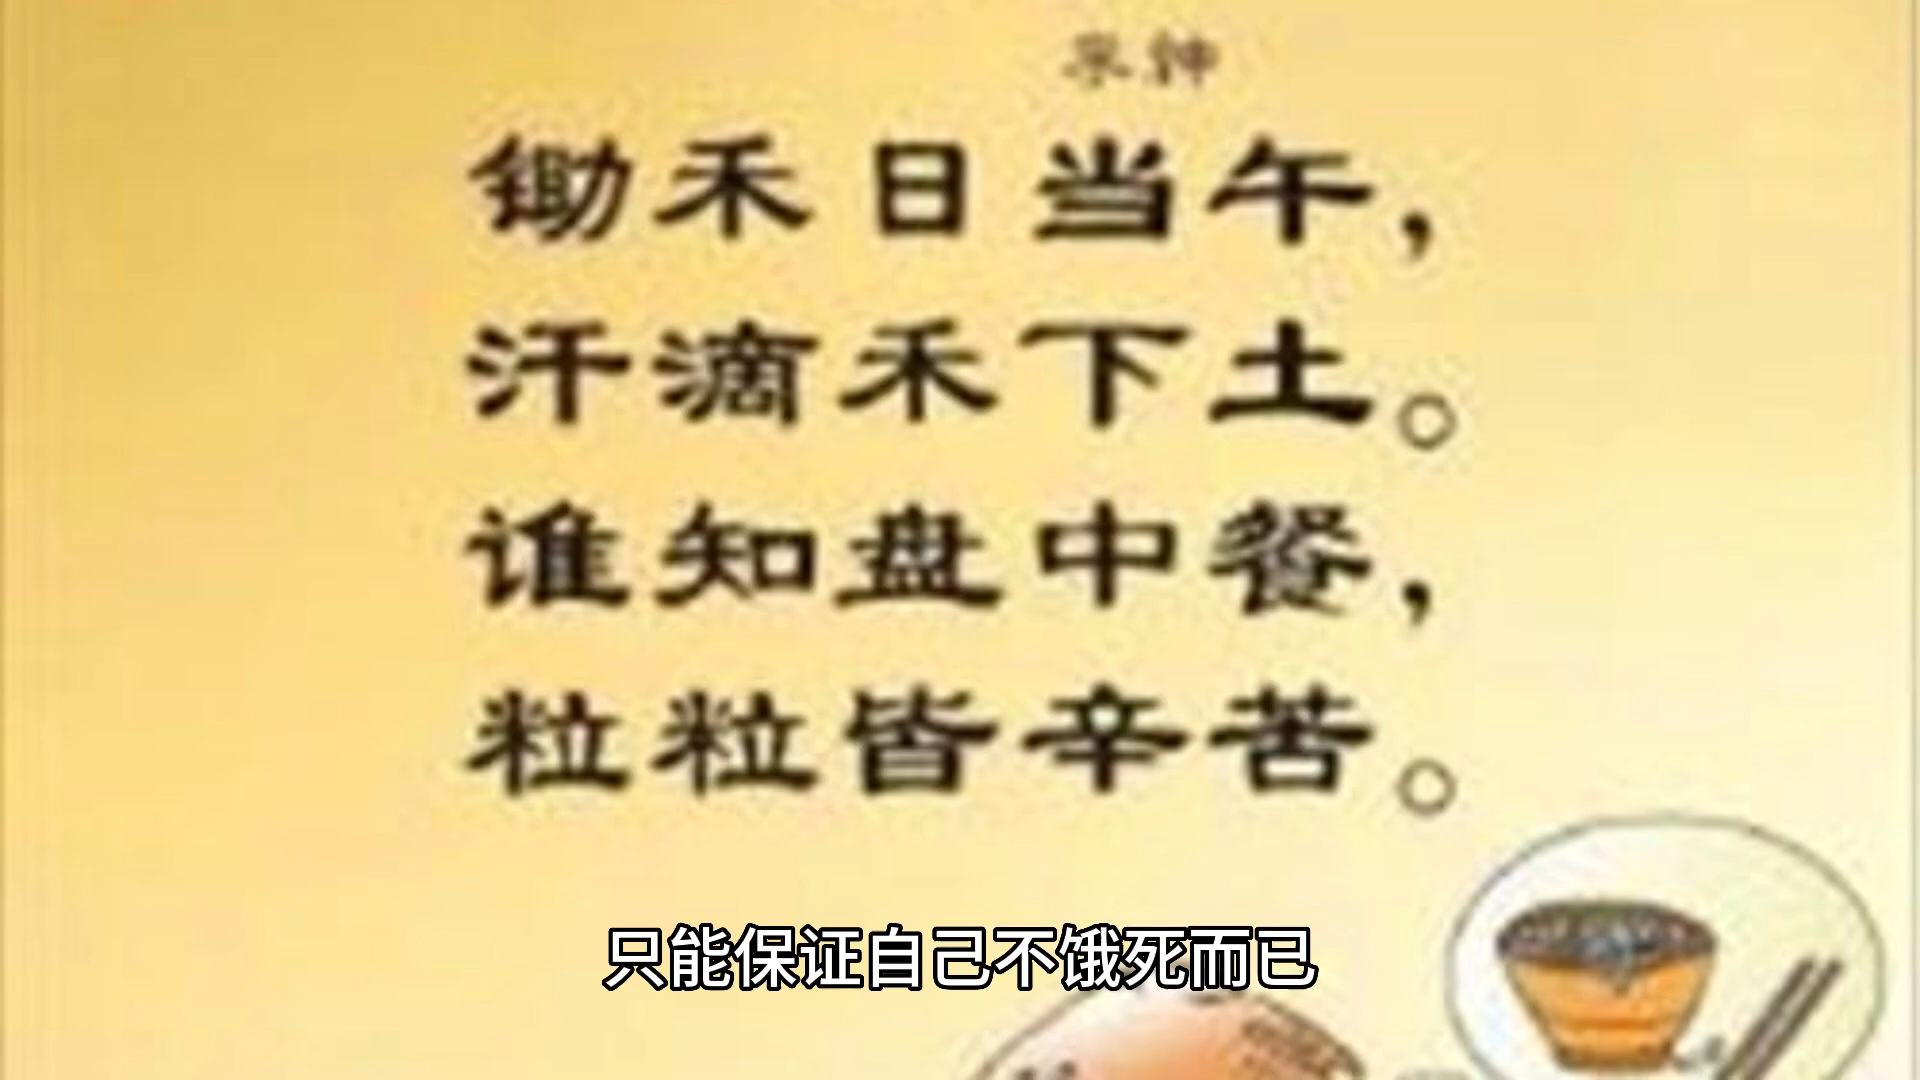 锄禾日当午，
汗滴禾下土。
谁知盘中餐，
粒粒皆辛苦。
只能保证自己不饿死而已